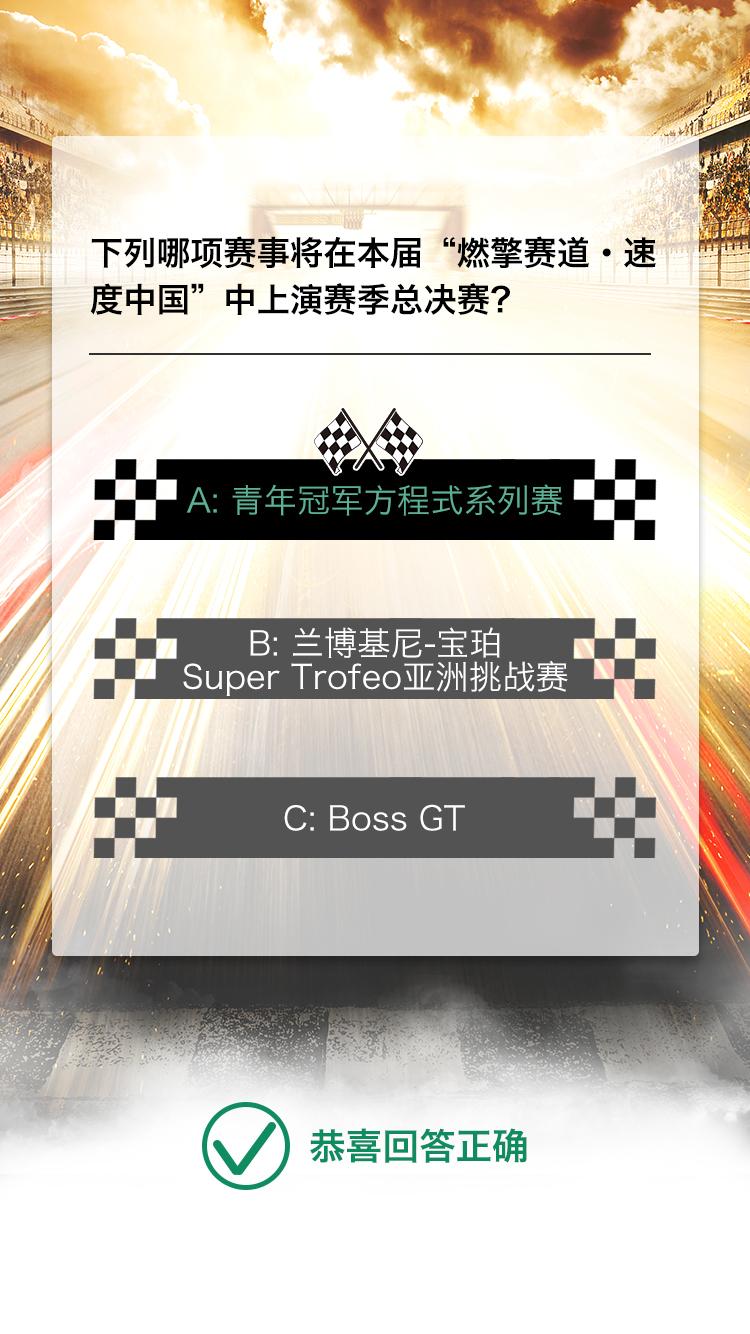 下列哪项赛事将在本届“燃擎赛道·速
度中国”中上演赛季总决赛？
A: 青年冠军方程式系列赛
B: 兰博基尼-宝珀
Super Trofeo亚洲挑战赛
C: Boss GT
恭喜回答正确